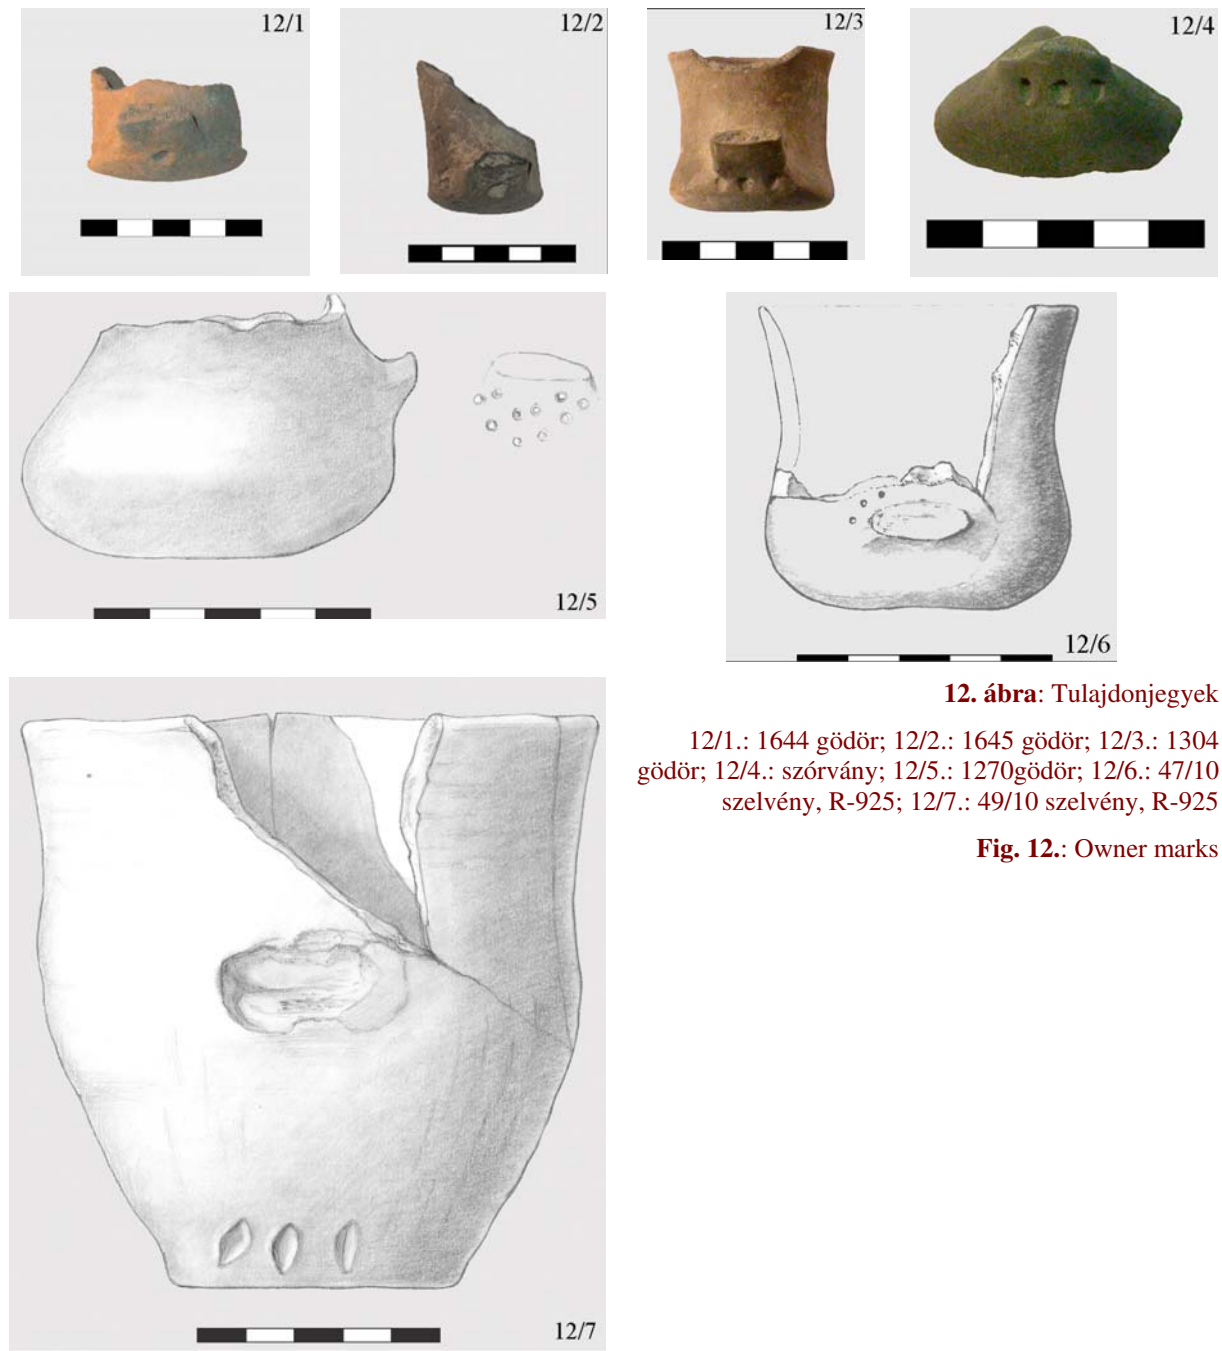 12/1
12/2
12/3
12/4
12/5
12/6
12. ábra: Tulajdonjegyek
12/1.: 1644 gödör; 12/2.: 1645 gödör; 12/3.: 1304
gödör; 12/4.: szórvány; 12/5.: 1270gödör; 12/6.: 47/10
szelvény, R-925; 12/7.: 49/10 szelvény, R-925
Fig. 12.: Owner marks
12/7